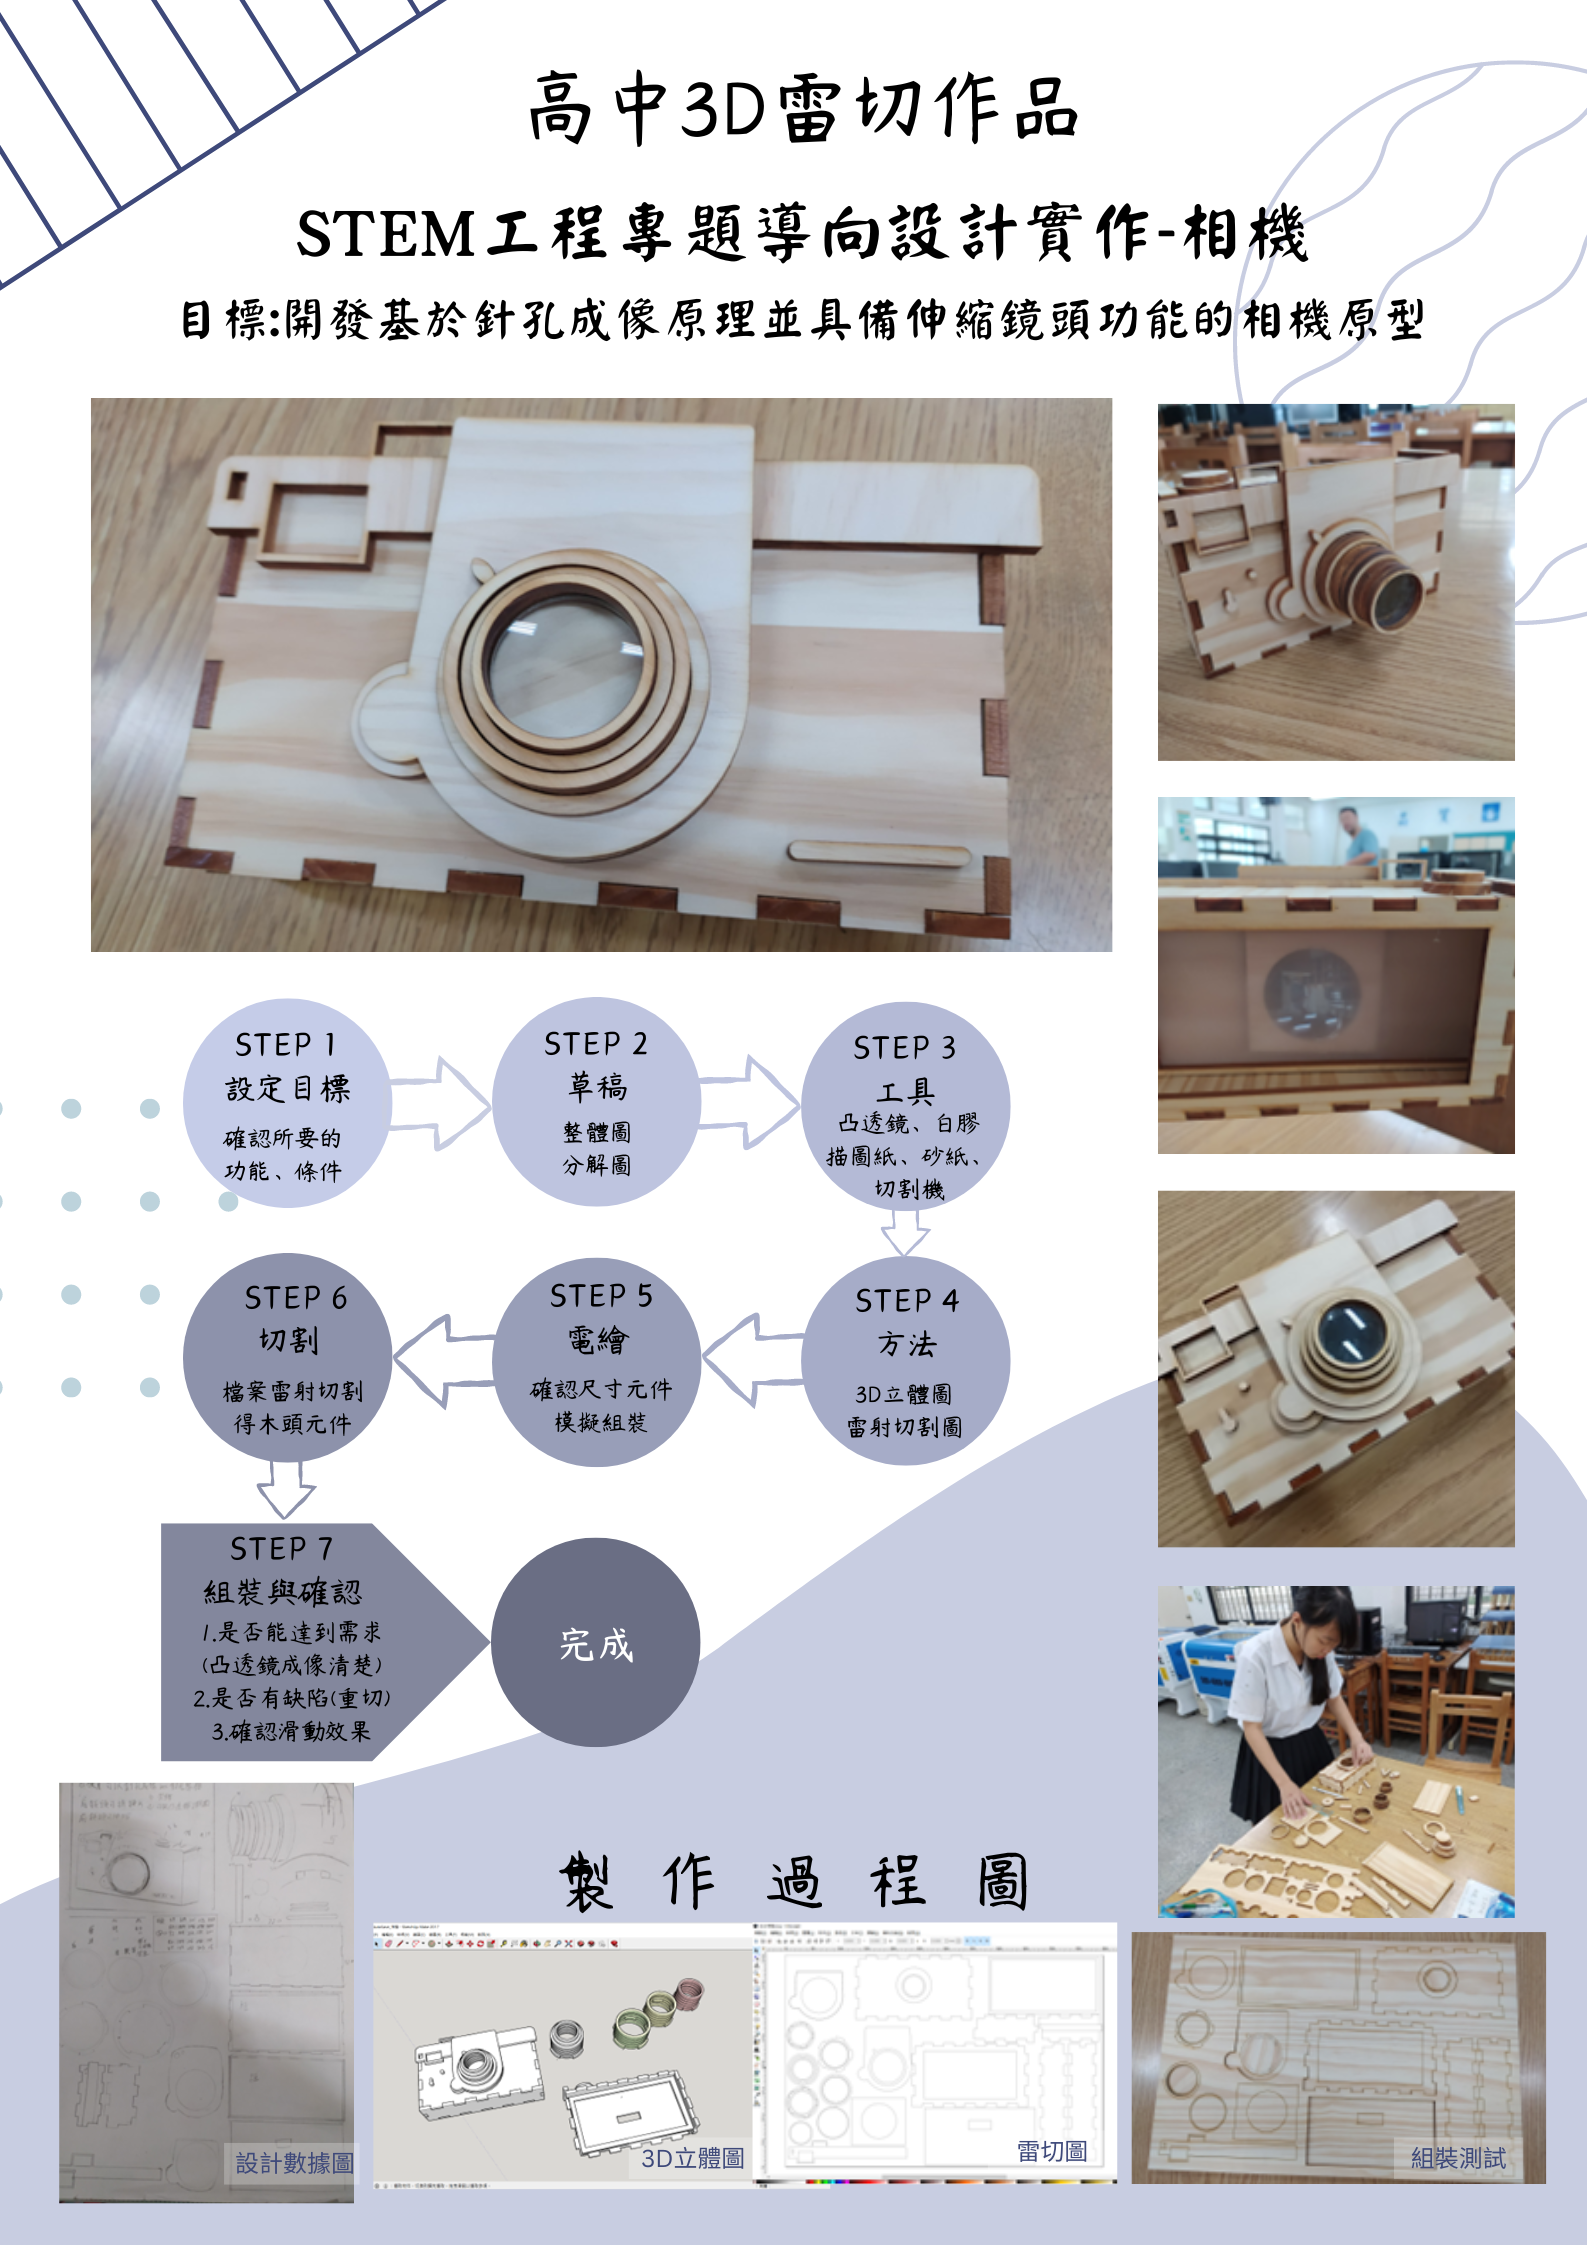 高中3D雷切作品
STEM工程專題導向設計實作-相機
目標:開發基於針孔成像原理並具備伸縮鏡頭功能的相機原型
STEP 1
設定目標
確認所要的
功能、條件
STEP 2
草稿
整體圖
分解圖
STEP 3
工具
凸透鏡、白膠
描圖紙、砂紙、
切割機
STEP 4
方法
3D立體圖
雷射切割圖
STEP 5
電繪
確認尺寸元件
模擬組裝
STEP 6
切割
檔案雷射切割
得木頭元件
STEP 7
組裝與確認
1.是否能達到需求
(凸透鏡成像清楚)
2.是否有缺陷(重切)
3.確認滑動效果
完成
製作過程圖
設計數據圖
3D立體圖
雷切圖
組裝測試